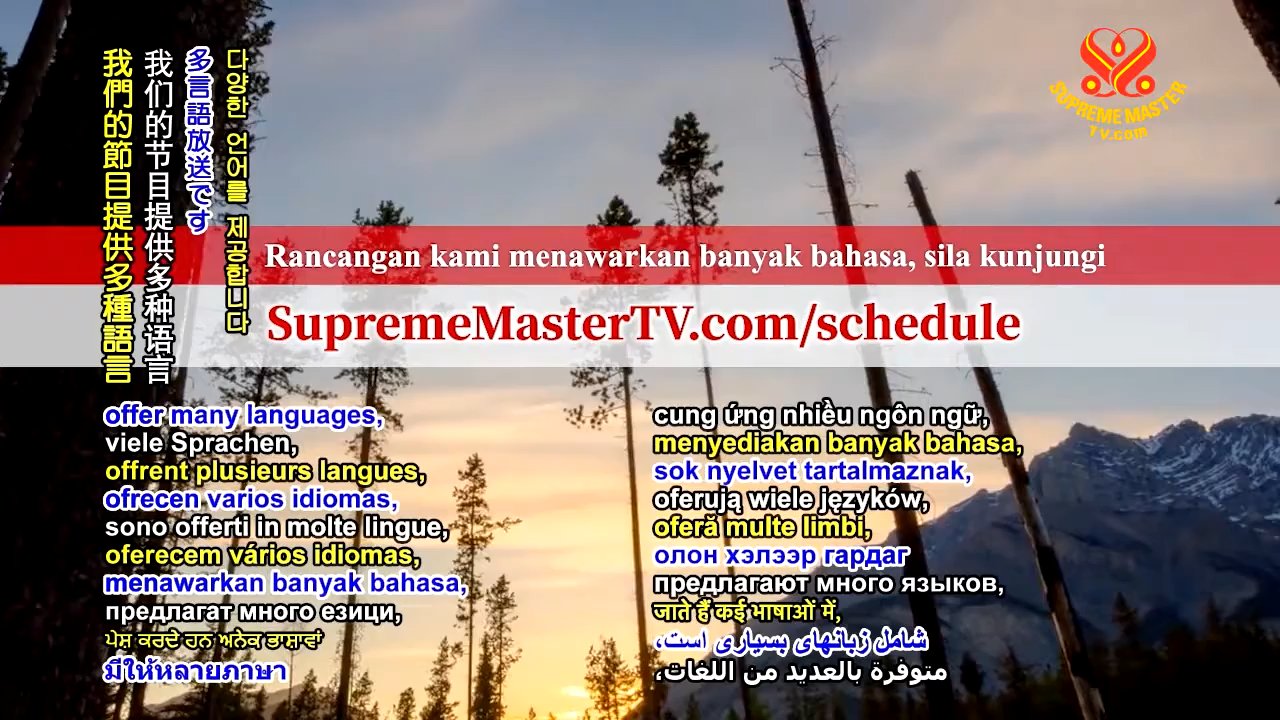 我們的節目提供多種語言
我们的节目提供多种语言
多言語放送です
다양한 언어를 제공합니다
SUPREME MASTER
TV.com
Rancangan kami menawarkan banyak bahasa, sila kunjungi
SupremeMasterTV.com/schedule
offer many languages,
viele Sprachen,
offrent plusieurs langues,
ofrecen varios idiomas,
sono offerti in molte lingue,
oferecem vários idiomas,
menawarkan banyak bahasa,
предлагат много езици,
ਪੇਸ਼ ਕਰਦੇ ਹਨ ਅਨੇਕ ਭਾਸ਼ਾਵਾਂ
มีให้หลายภาษา
cung ứng nhiều ngôn ngữ,
menyediakan banyak bahasa,
sok nyelvet tartalmaznak,
oferują wiele języków,
oferă multe limbi,
олон хэлээр гардаг
предлагают много языков,
जाते हैं कई भाषाओं में,
شامل زبانهای بسیاری است،
متوفرة بالعديد من اللغات،